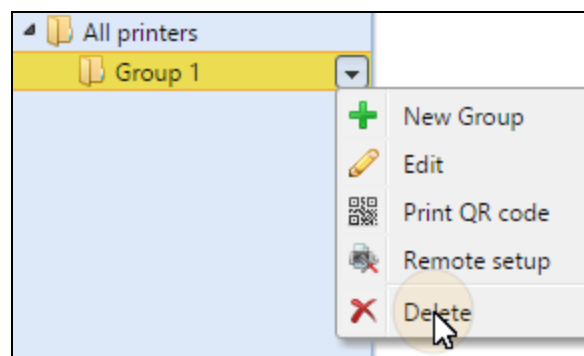 All printers
Group 1
New Group
Edit
Print QR code
Remote setup
Delete